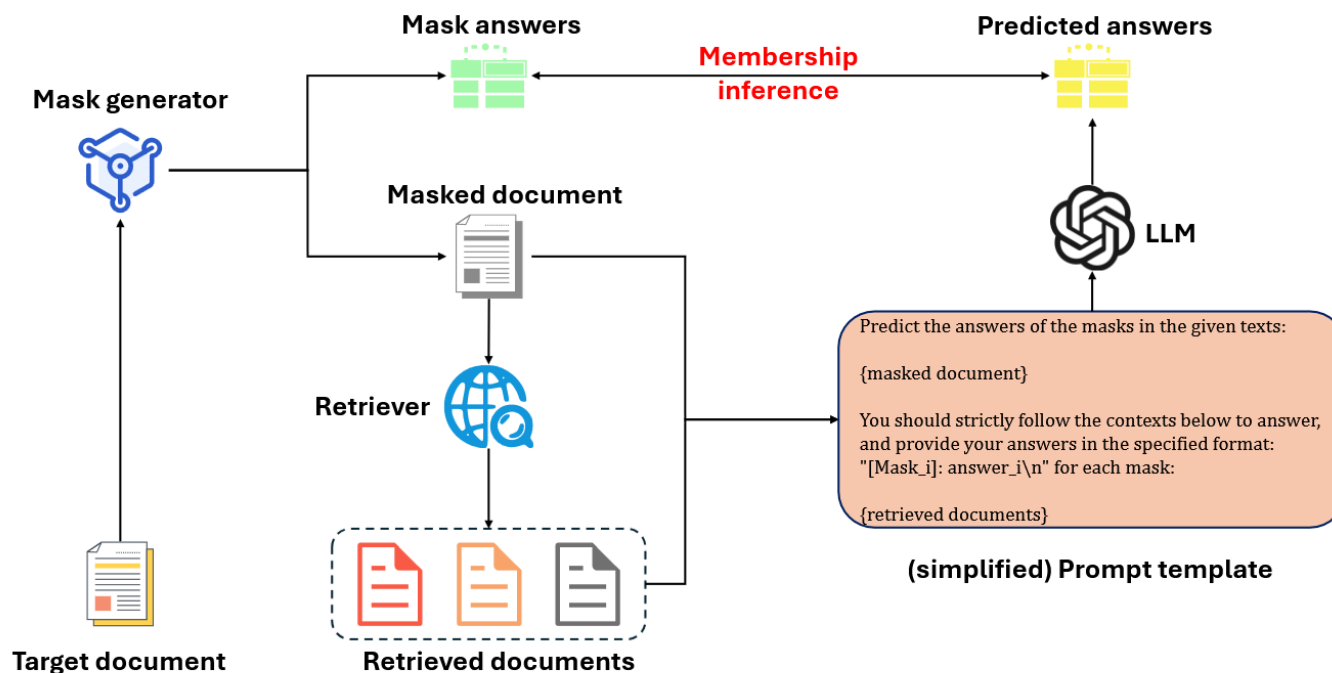 Mask answers
Predicted answers
Membership
inference
Mask generator
Masked document
LLM
Retriever
Predict the answers of the masks in the given texts:
{masked document}
You should strictly follow the contexts below to answer,
and provide your answers in the specified format:
"[Mask_i]: answer_i\n" for each mask:
{retrieved documents}
(simplified) Prompt template
Target document
Retrieved documents